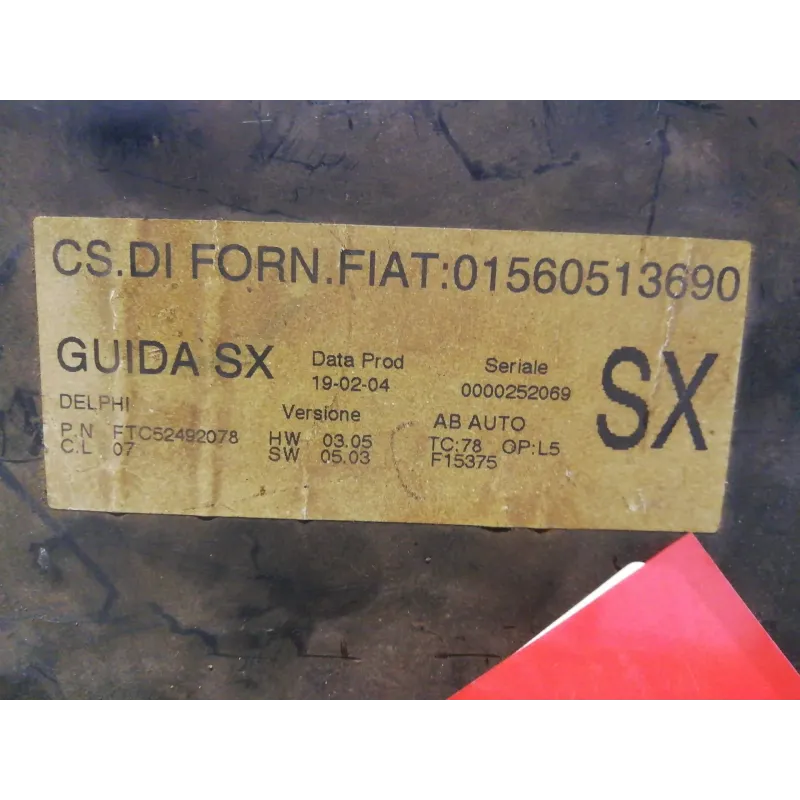 CS.DI FORN.FIAT:01560513690
GUIDA SX
Data Prod
19-02-04
Seriale
0000252069
SX
DELPHI
P.N FTC52492078
C.L 07
Versione
HW 03.05
SW 05.03
AB AUTO
TC:78 OP:L5
F15375